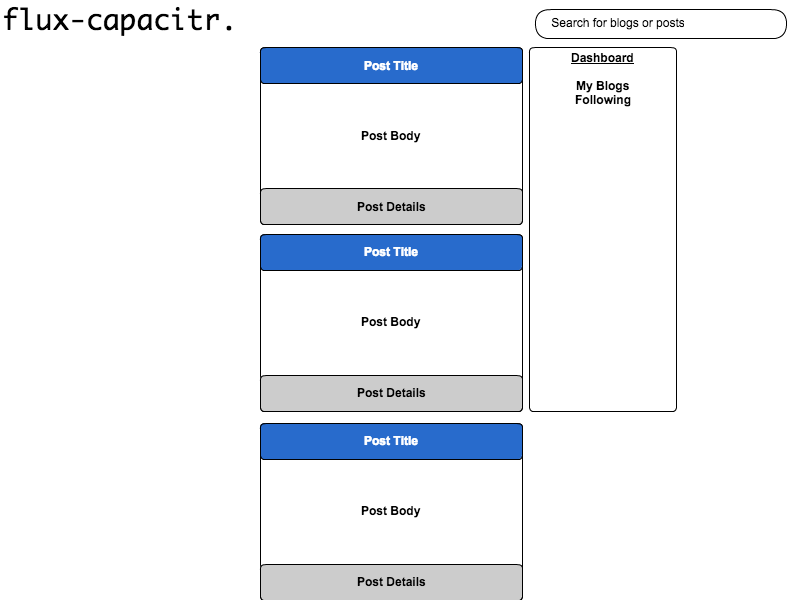 flux-capacitr.
Search for blogs or posts
Post Title
Post Body
Post Details
Post Title
Post Body
Post Details
Post Title
Post Body
Post Details
Dashboard
My Blogs
Following